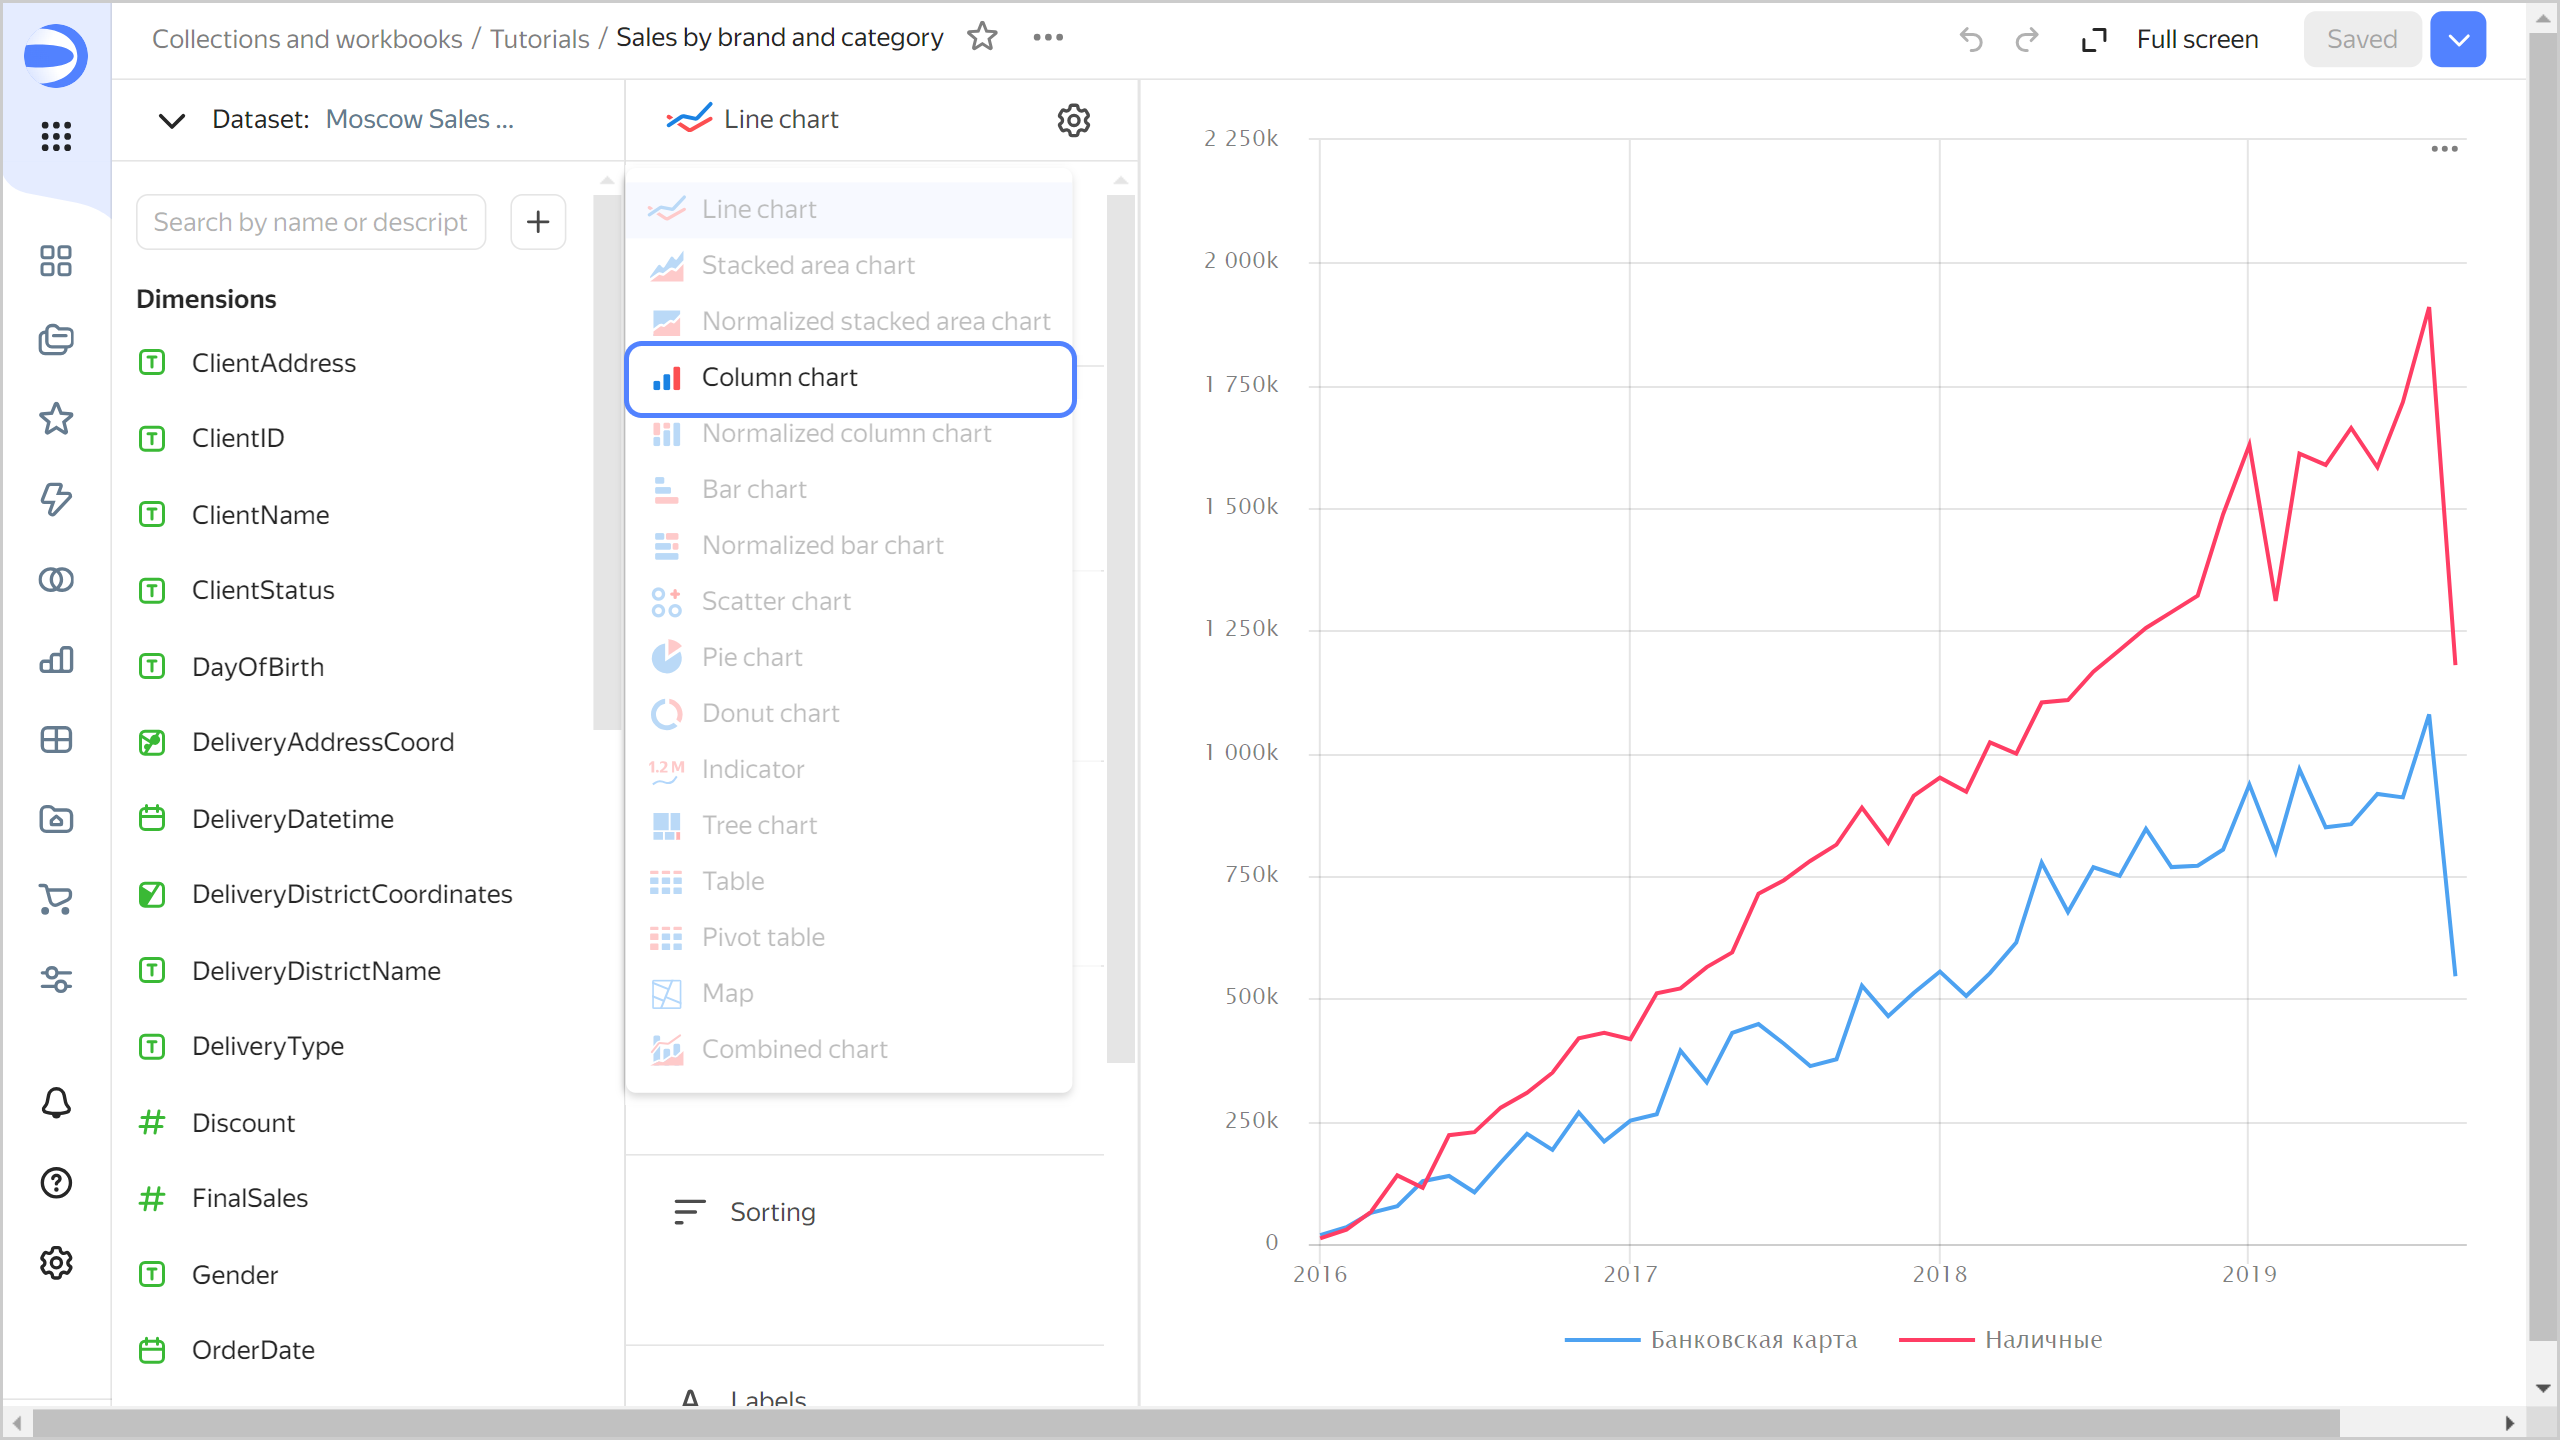 Collections and workbooks / Tutorials / Sales by brand and category
Full screen
Saved
Dataset: Moscow Sales ...
Line chart
Search by name or descript
Dimensions
ClientAddress
ClientID
ClientName
ClientStatus
DayOfBirth
DeliveryAddressCoord
DeliveryDatetime
DeliveryDistrictCoordinates
DeliveryDistrictName
DeliveryType
Discount
FinalSales
Gender
OrderDate
Line chart
Stacked area chart
Normalized stacked area chart
Column chart
Normalized column chart
Bar chart
Normalized bar chart
Scatter chart
Pie chart
Donut chart
1.2 M Indicator
Tree chart
Table
Pivot table
Map
Combined chart
Sorting
Labels
2 250k
2 000k
1 750k
1 500k
1 250k
1 000k
750k
500k
250k
0
2016 2017 2018 2019
Банковская карта Наличные